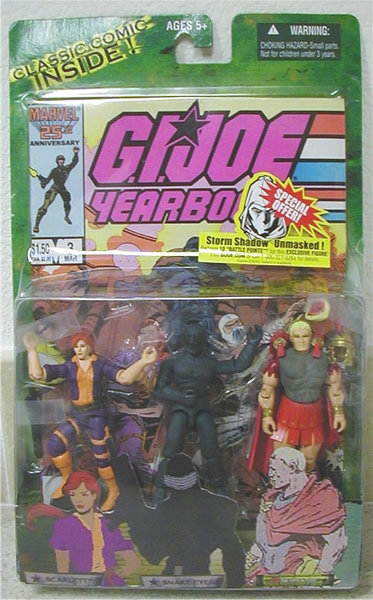 CLASSIC COMIC
INSIDE!
AGES 5+
WARNING:
CHOKING HAZARD-Small parts.
Not for children under 3 years.
MARVEL
25TH
ANNIVERSARY
G.I. JOE
YEARBO
SPECIAL
OFFER!
Storm Shadow Unmasked!
$1.50
3
MAR
SCARLETT
SNAKE EYES